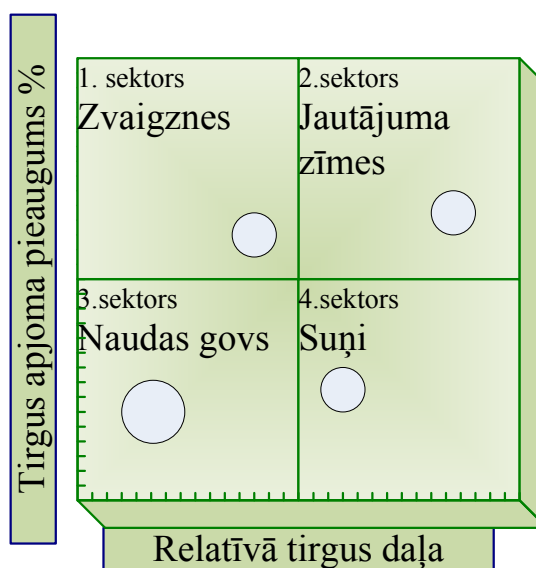 Tirgus apjoma pieaugums %
1. sektors
Zvaigznes
2.sektors
Jautājuma
zīmes
3.sektors
Naudas govs
4.sektors
Suņi
Relatīvā tirgus daļa